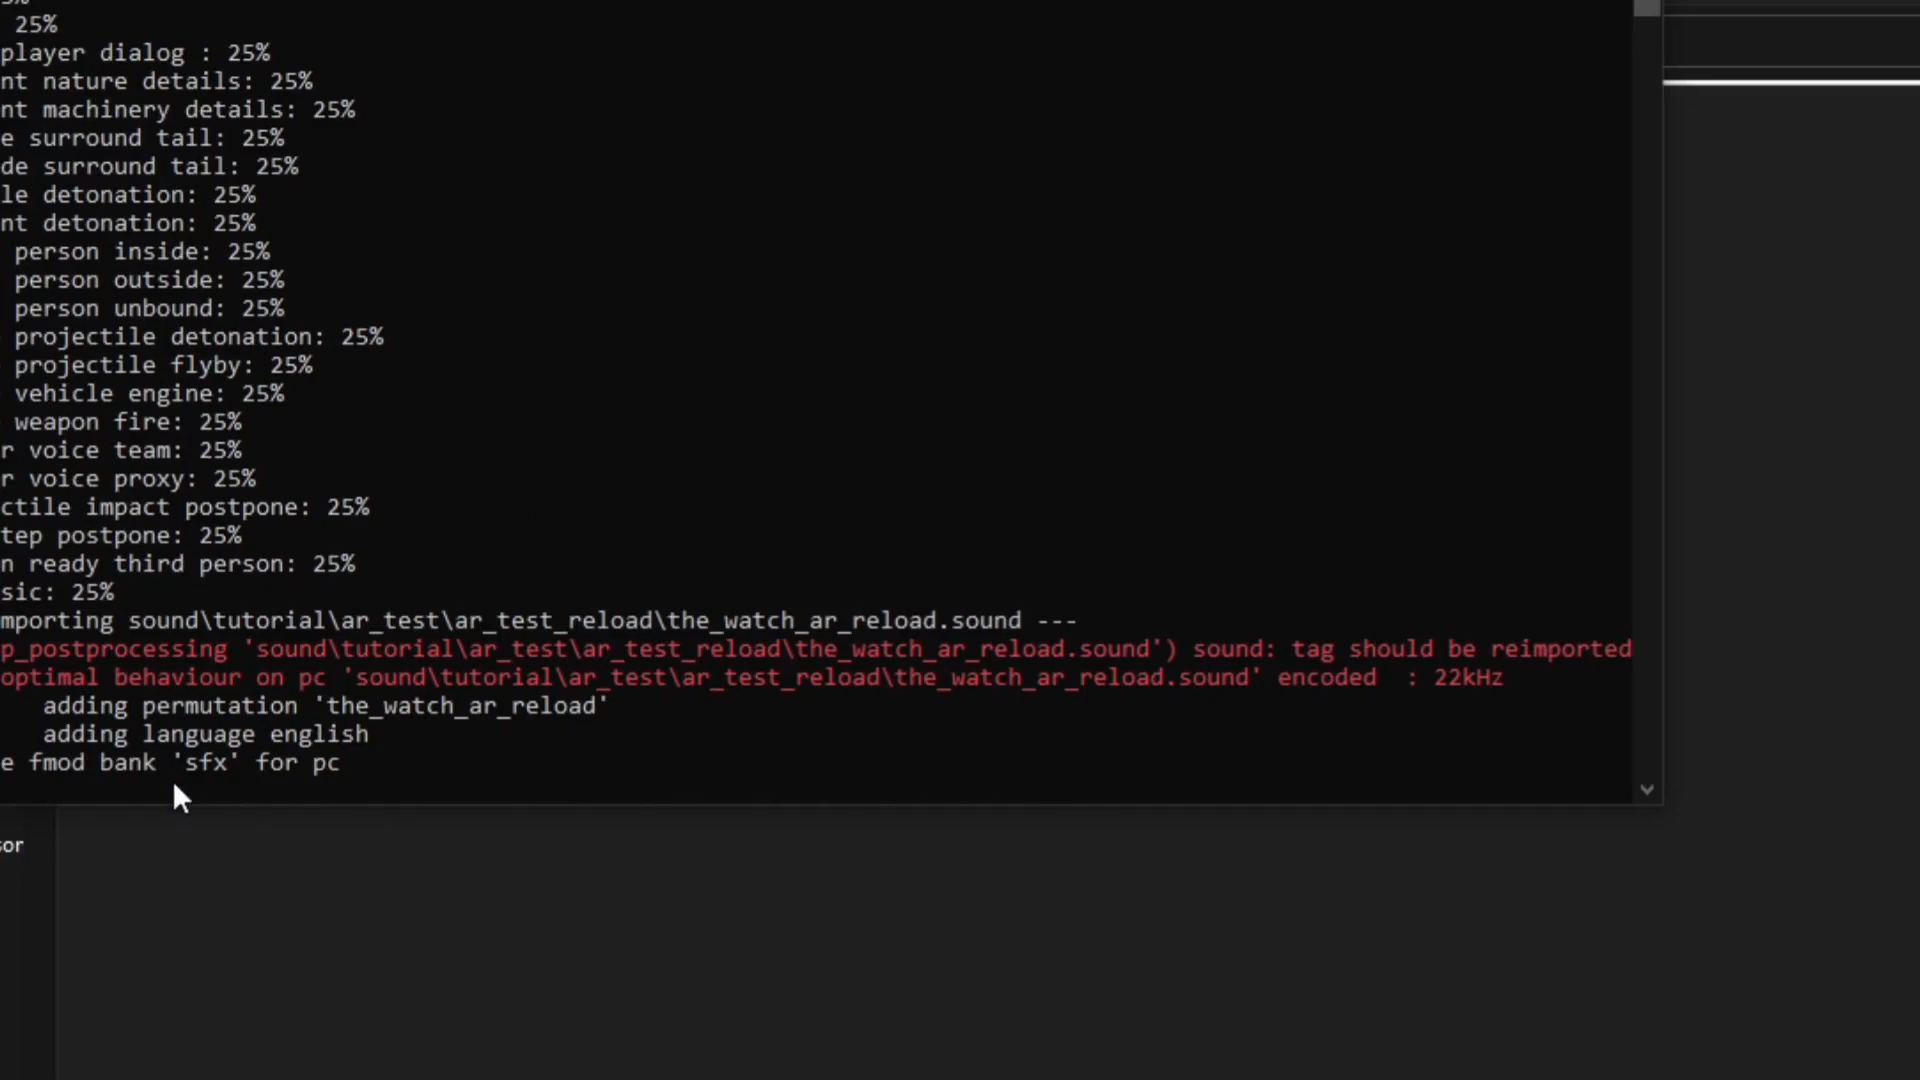 25%
player dialog : 25%
nt nature details: 25%
nt machinery details: 25%
e surround tail: 25%
de surround tail: 25%
le detonation: 25%
nt detonation: 25%
person inside: 25%
person outside: 25%
person unbound: 25%
projectile detonation: 25%
projectile flyby: 25%
vehicle engine: 25%
weapon fire: 25%
r voice team: 25%
r voice proxy: 25%
ctile impact postpone: 25%
tep postpone: 25%
n ready third person: 25%
sic: 25%
mporting sound\tutorial\ar_test\ar_test_reload\the_watch_ar_reload.sound ---
p_postprocessing 'sound\tutorial\ar_test\ar_test_reload\the_watch_ar_reload.sound') sound: tag should be reimported
optimal behaviour on pc 'sound\tutorial\ar_test\ar_test_reload\the_watch_ar_reload.sound' encoded  : 22kHz
adding permutation 'the_watch_ar_reload'
adding language english
e fmod bank 'sfx' for pc
sor